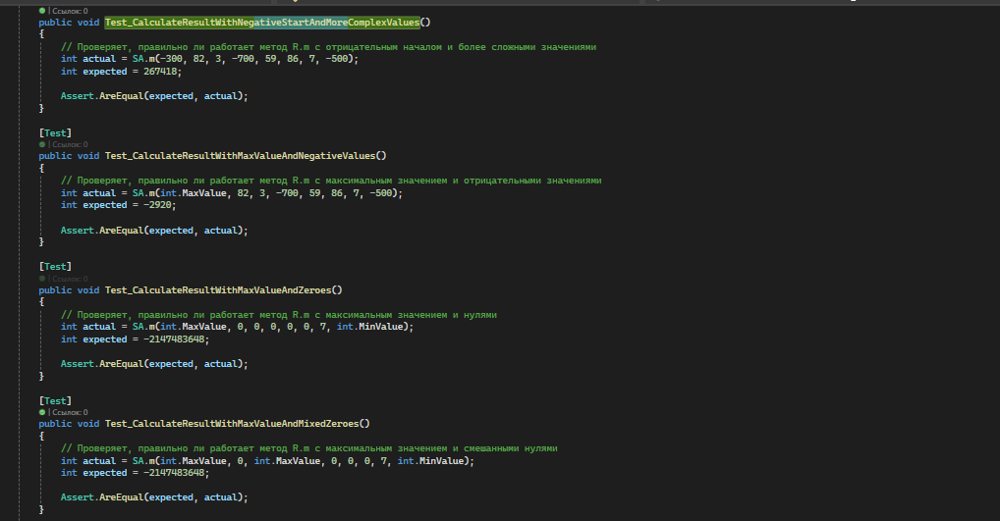 | Ссылок: 0
public void Test_CalculateResultWithNegativeStartAndMoreComplexValues()
{
// Проверяет, правильно ли работает метод R.m с отрицательным началом и более сложными значениями
int actual = SA.m(-300, 82, 3, -700, 59, 86, 7, -500);
int expected = 267418;
Assert.AreEqual(expected, actual);
}
[Test]
| Ссылок: 0
public void Test_CalculateResultWithMaxValueAndNegativeValues()
{
// Проверяет, правильно ли работает метод R.m с максимальным значением и отрицательными значениями
int actual = SA.m(int.MaxValue, 82, 3, -700, 59, 86, 7, -500);
int expected = -2920;
Assert.AreEqual(expected, actual);
}
[Test]
| Ссылок: 0
public void Test_CalculateResultWithMaxValueAndZeroes()
{
// Проверяет, правильно ли работает метод R.m с максимальным значением и нулями
int actual = SA.m(int.MaxValue, 0, 0, 0, 0, 0, 7, int.MinValue);
int expected = -2147483648;
Assert.AreEqual(expected, actual);
}
[Test]
| Ссылок: 0
public void Test_CalculateResultWithMaxValueAndMixedZeroes()
{
// Проверяет, правильно ли работает метод R.m с максимальным значением и смешанными нулями
int actual = SA.m(int.MaxValue, 0, int.MaxValue, 0, 0, 0, 7, int.MinValue);
int expected = -2147483648;
Assert.AreEqual(expected, actual);
}